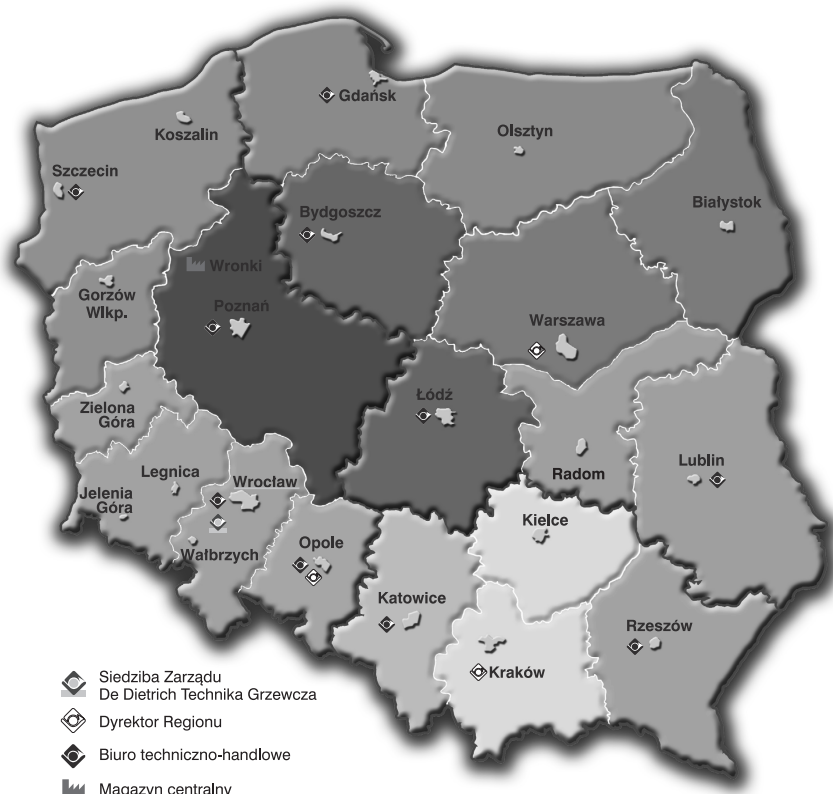 Gdańsk
Koszalin
Olsztyn
Szczecin
Białystok
Bydgoszcz
Wronki
Gorzów
Wlkp.
Poznań
Warszawa
Łódź
Zielona
Góra
Legnica
Wrocław
Radom
Lublin
Jelenia
Góra
Kielce
Wałbrzych
Opole
Katowice
Rzeszów
Kraków
Siedziba Zarządu
De Dietrich Technika Grzewcza
Dyrektor Regionu
Biuro techniczno-handlowe
Magazyn centralny